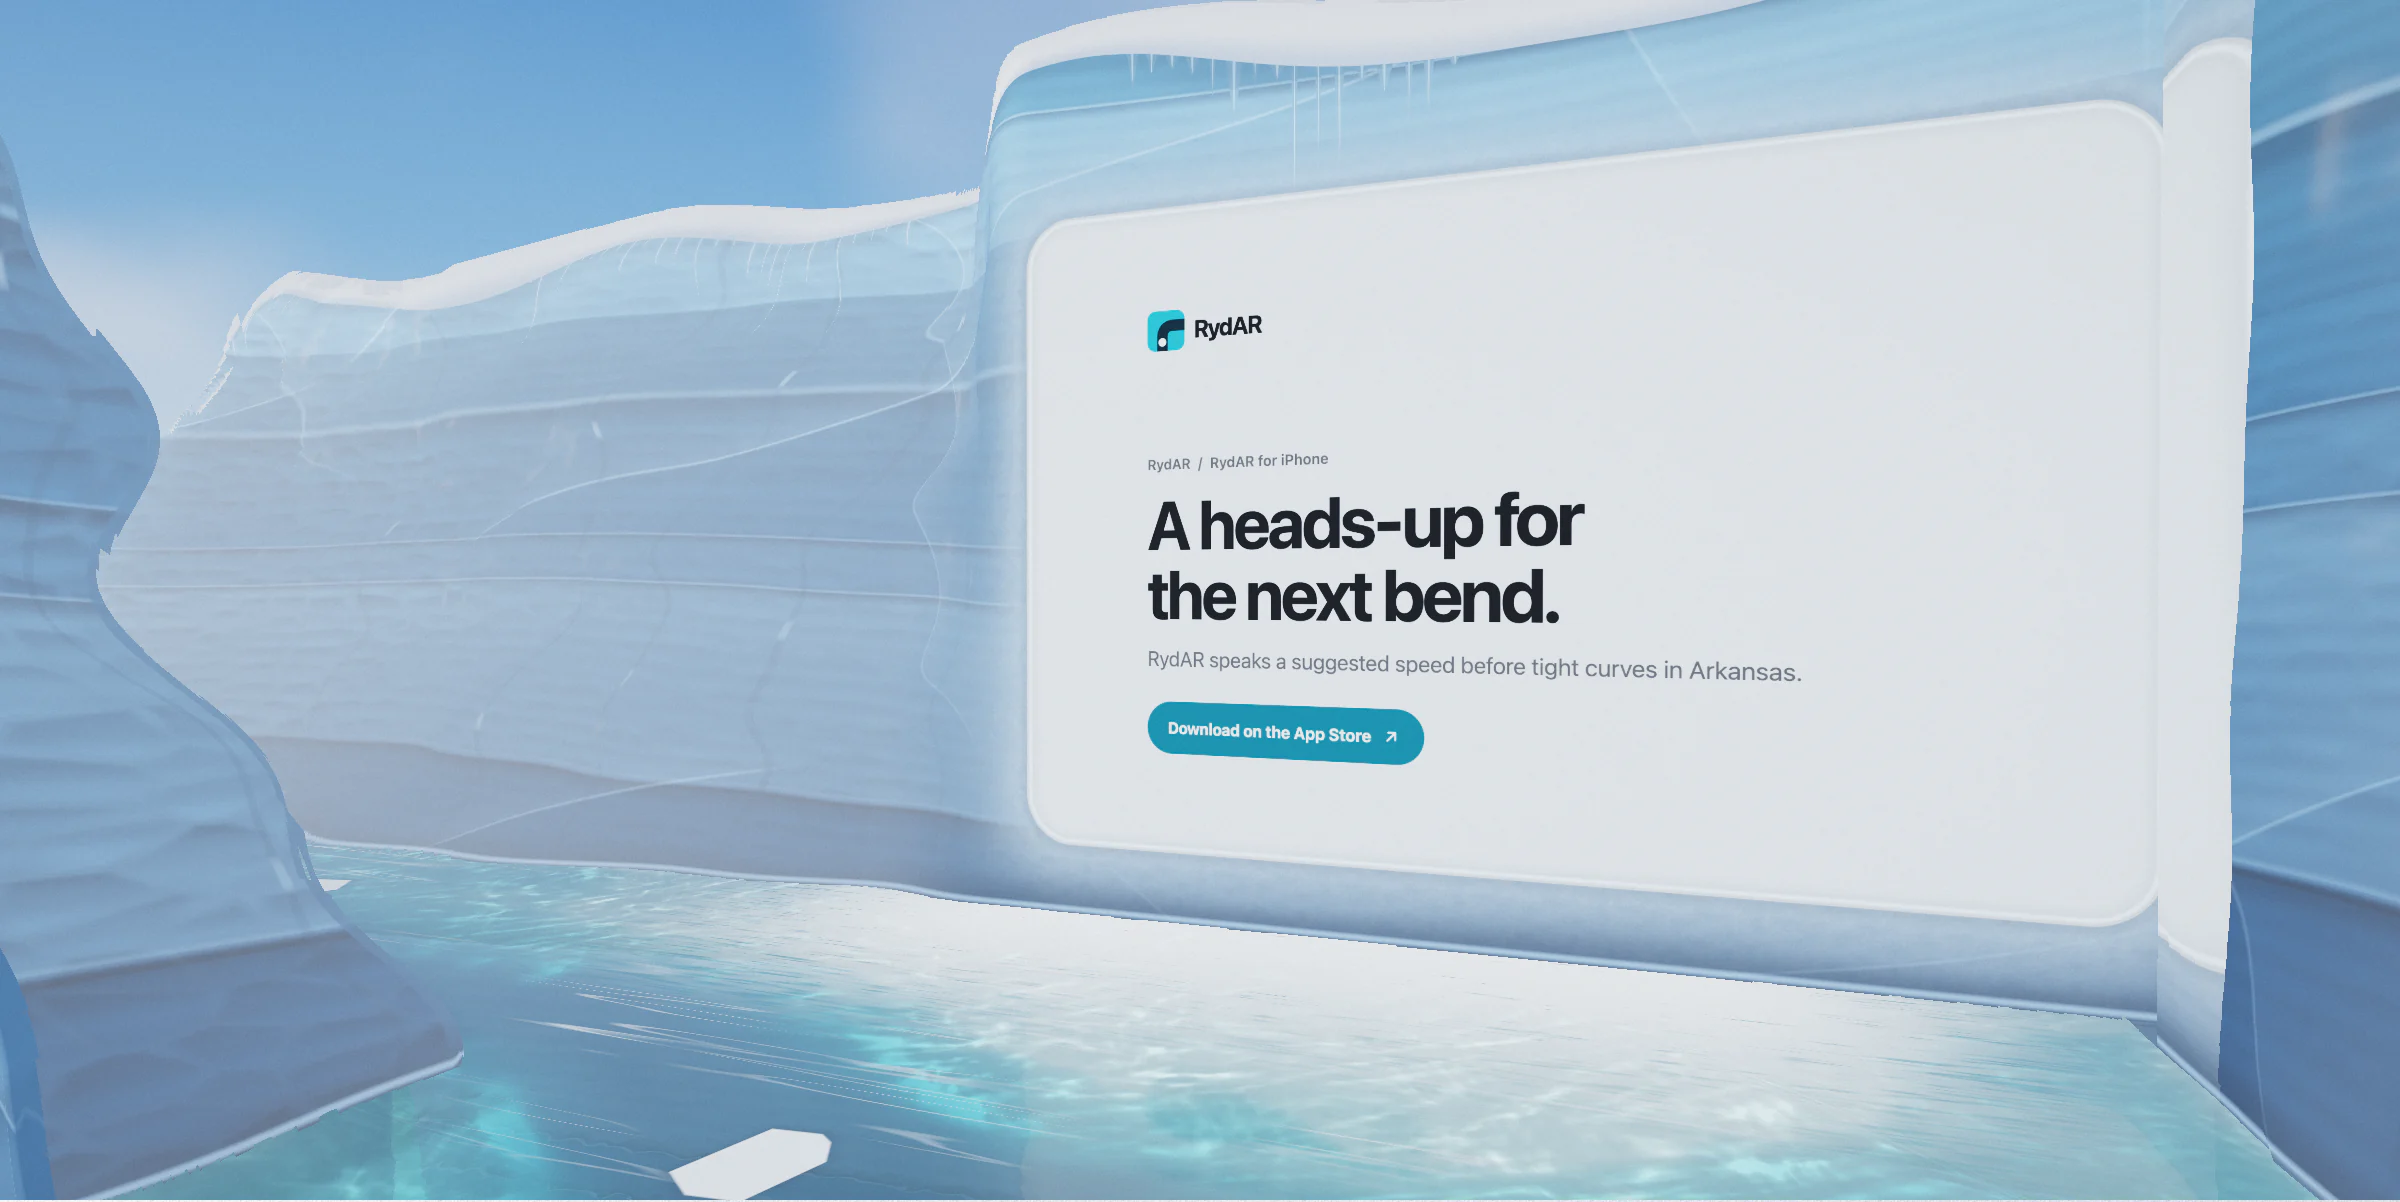 RydAR
RydAR / RydAR for iPhone
A heads-up for
the next bend.
RydAR speaks a suggested speed before tight curves in Arkansas.
Download on the App Store ↗